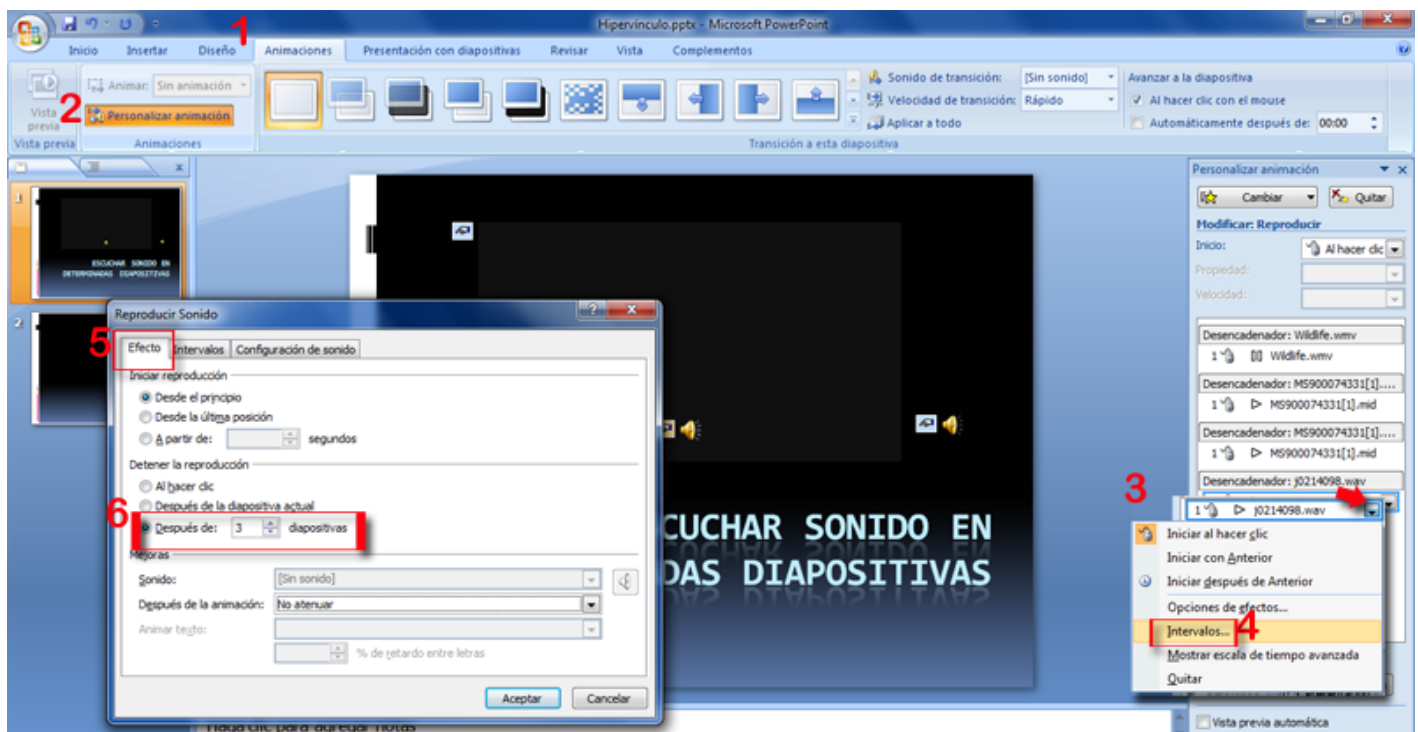 1
Hipervínculo.pptx - Microsoft PowerPoint
Inicio Insertar Diseño Animaciones Presentación con diapositivas Revisar Vista Complementos
Vista previa
2
Animar: Sin animación
Personalizar animación
Sonido de transición: [Sin sonido]
Velocidad de transición: Rápido
Aplicar a todo
Avanzar a la diapositiva
Al hacer clic con el mouse
Automáticamente después de: 00:00
Vista previa Animaciones Transición a esta diapositiva
1
ESCUCHAR SONIDO EN
DETERMINADAS DIAPOSITIVAS
2
CUCHAR SONIDO EN
DAS DIAPOSITIVAS
Reproducir Sonido
5
Efecto Intervalos Configuración de sonido
Iniciar reproducción
Desde el principio
Desde la última posición
A partir de: segundos
Detener la reproducción
Al hacer clic
Después de la diapositiva actual
6
Después de: 3 diapositivas
Mejoras
Sonido: [Sin sonido]
Después de la animación: No atenuar
Animar texto:
% de retardo entre letras
Aceptar Cancelar
Haga clic para agregar notas
Personalizar animación
Cambiar Quitar
Modificar: Reproducir
Inicio: Al hacer clic
Propiedad:
Velocidad:
Desencadenador: Wildlife.wmv
1 Wildlife.wmv
Desencadenador: MS900074331[1]....
1 MS900074331[1].mid
Desencadenador: MS900074331[1]....
1 MS900074331[1].mid
Desencadenador: j0214098.wav
3
1 j0214098.wav
Iniciar al hacer clic
Iniciar con Anterior
Iniciar después de Anterior
Opciones de efectos...
Intervalos... 4
Mostrar escala de tiempo avanzada
Quitar
Vista previa automática